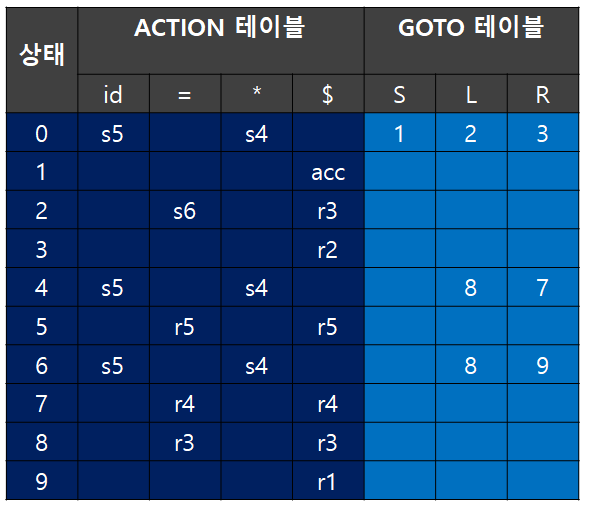 상태 ACTION 테이블 GOTO 테이블
id = * $ S L R
0 s5 s4 1 2 3
1 acc
2 s6 r3
3 r2
4 s5 s4 8 7
5 r5 r5
6 s5 s4 8 9
7 r4 r4
8 r3 r3
9 r1